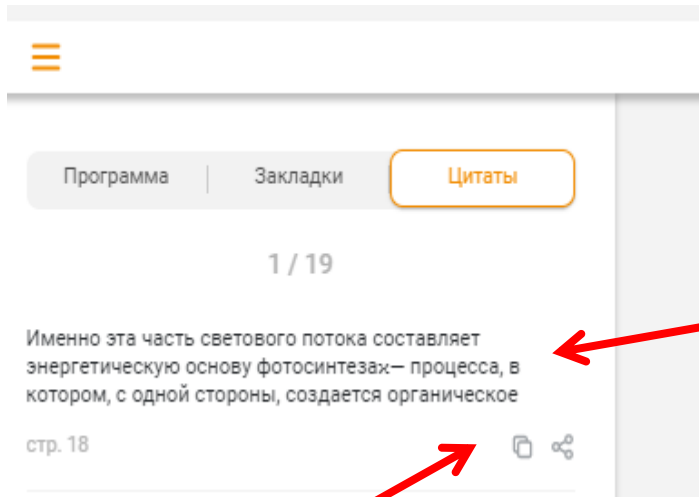 Программа Закладки Цитаты
1 / 19
Именно эта часть светового потока составляет
энергетическую основу фотосинтезаx— процесса, в
котором, с одной стороны, создается органическое
стр. 18